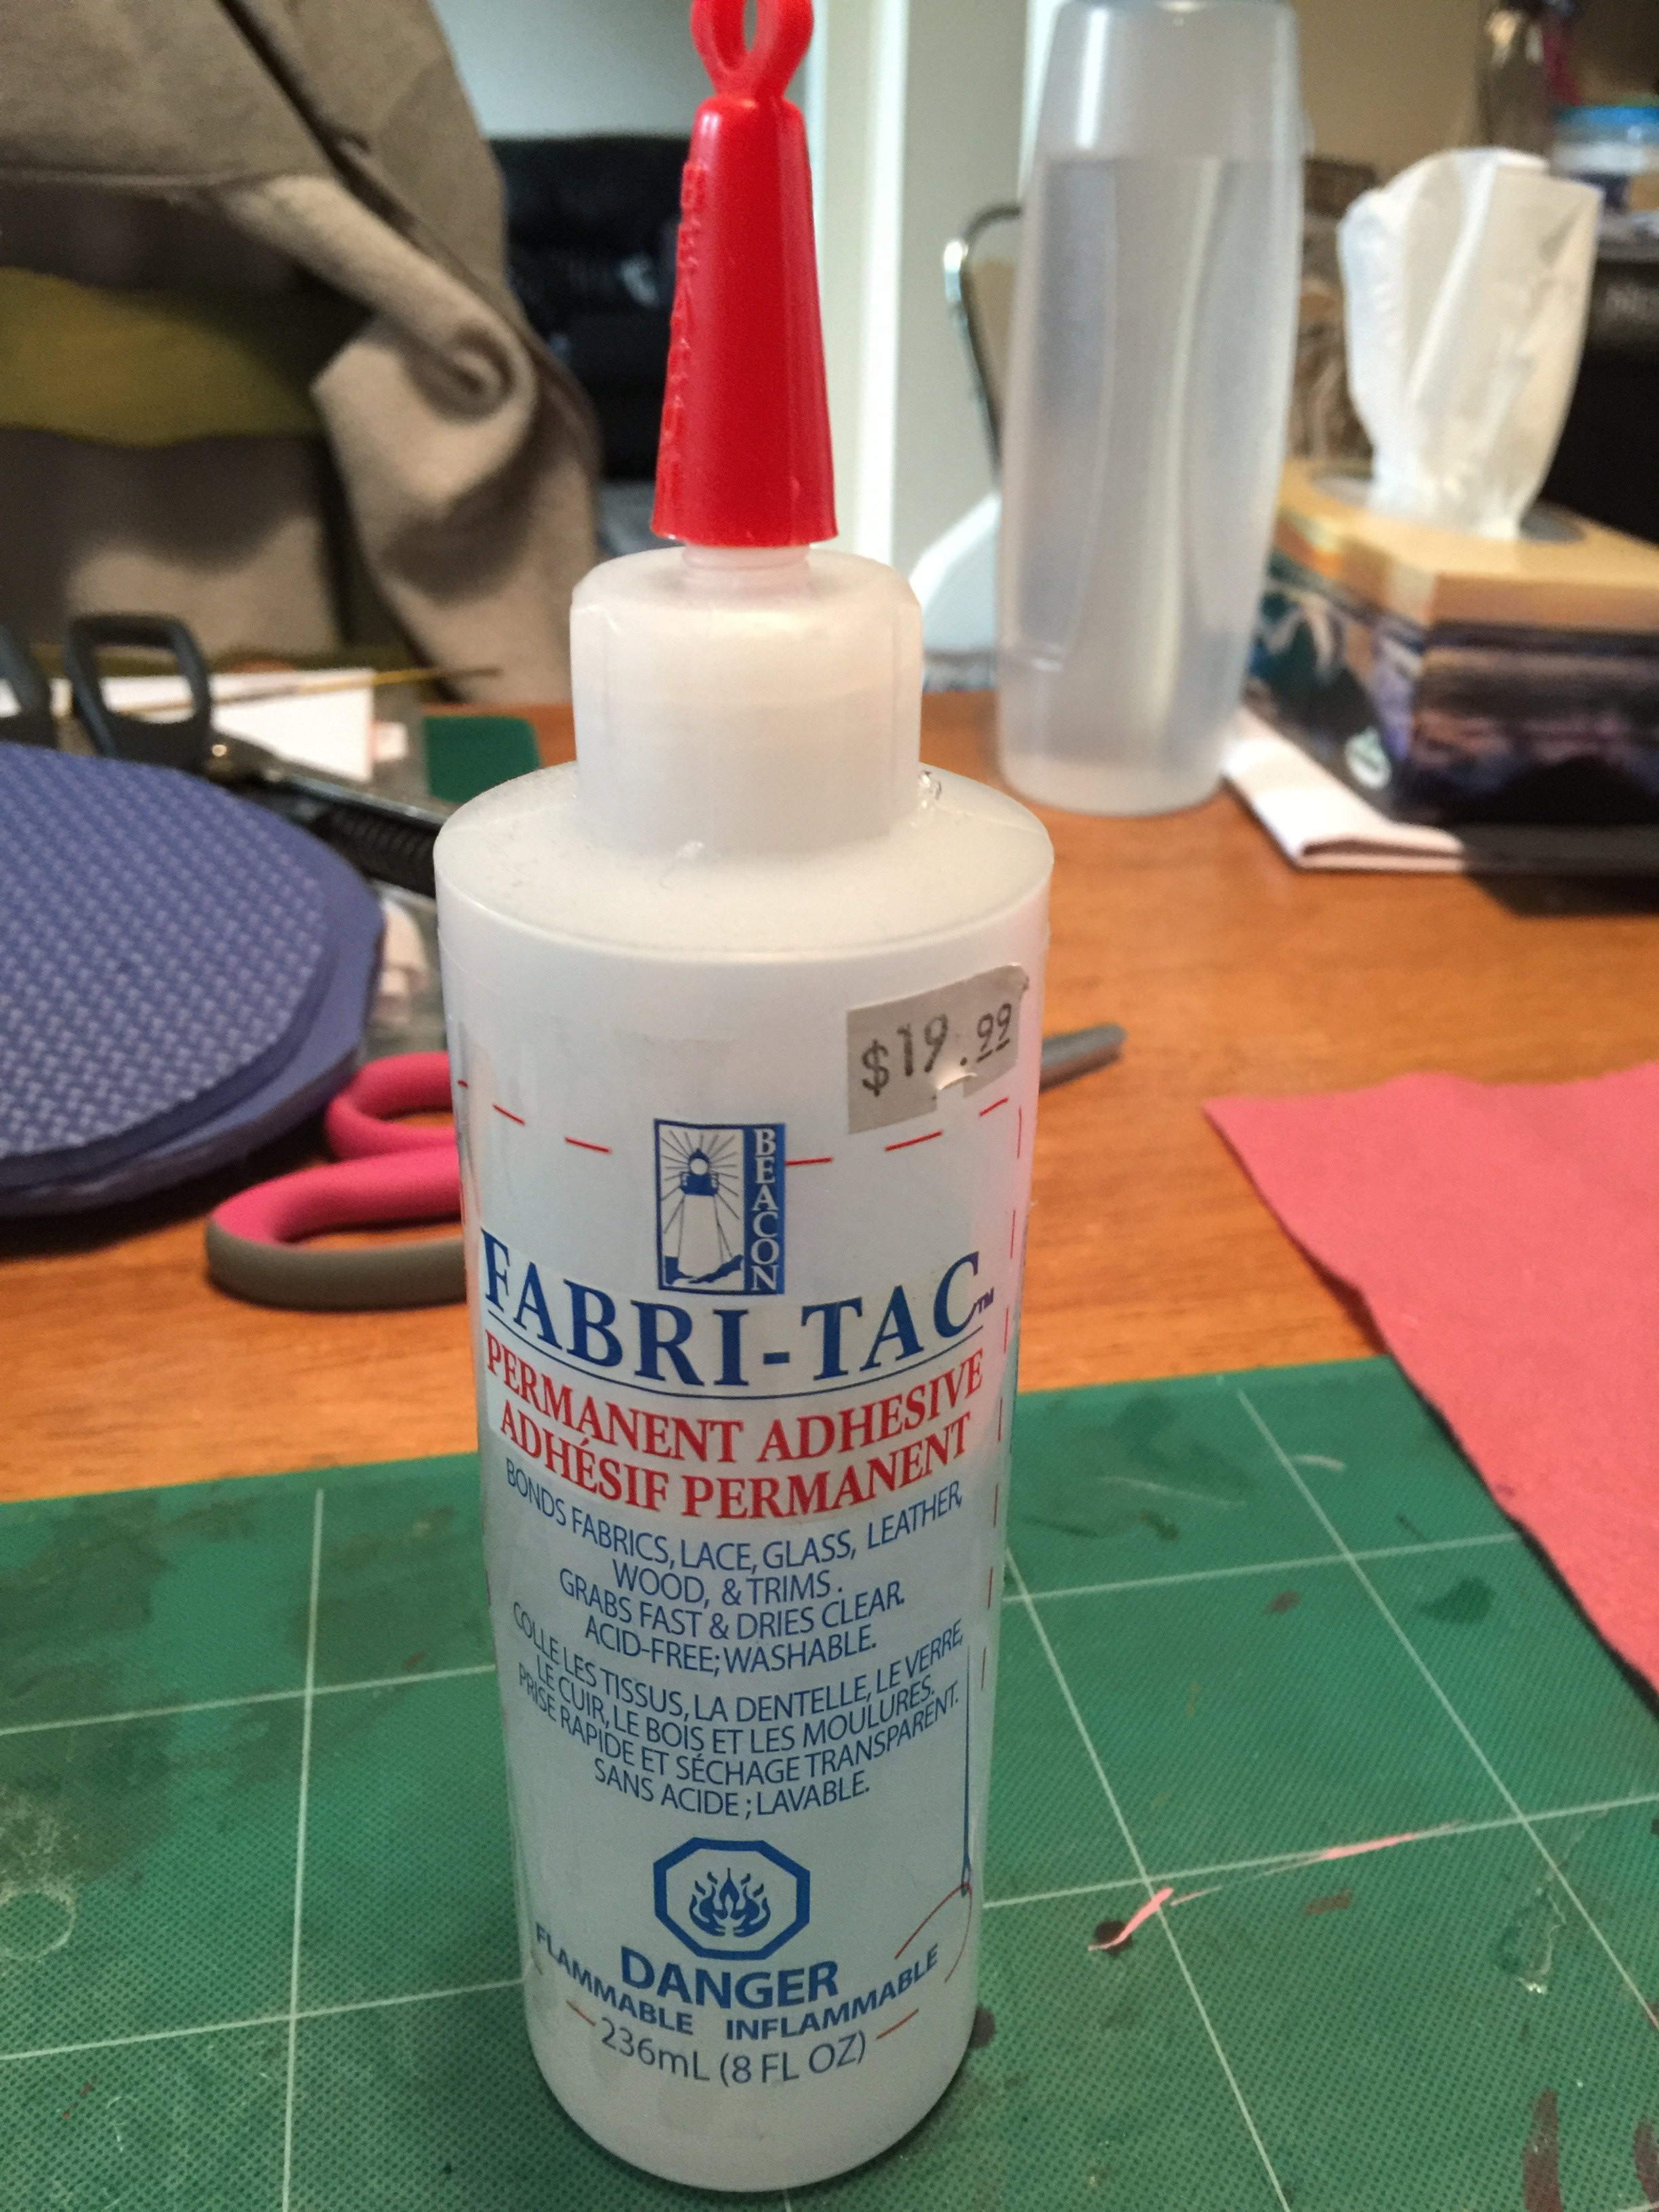 $19.99
BEACON
FABRI-TAC™
PERMANENT ADHESIVE
ADHÉSIF PERMANENT
BONDS FABRICS, LACE, GLASS, LEATHER,
WOOD, & TRIMS.
GRABS FAST & DRIES CLEAR.
ACID-FREE; WASHABLE.
COLLE LES TISSUS, LA DENTELLE, LE VERRE,
LE CUIR, LE BOIS ET LES MOULURES.
PRISE RAPIDE ET SÉCHAGE TRANSPARENT.
SANS ACIDE; LAVABLE.
DANGER
FLAMMABLE INFLAMMABLE
236mL (8 FL OZ)